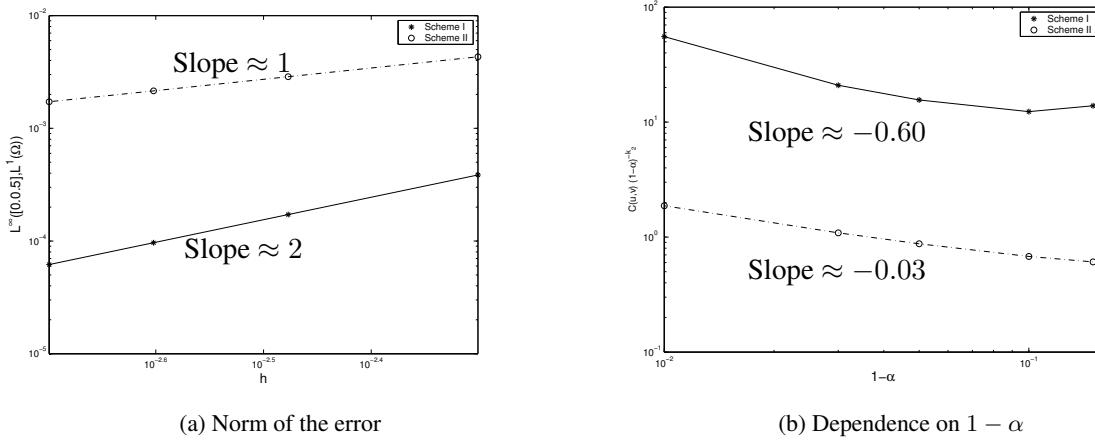 10^{-2}
Scheme I
Scheme II
Slope ≈ 1
10^{-3}
L^∞([0,0.5],L^1(Ω))
10^{-4}
Slope ≈ 2
10^{-5}
10^{-2.6}
10^{-2.5}
10^{-2.4}
h
(a) Norm of the error
10^2
Scheme I
Scheme II
10^1
Slope ≈ −0.60
C(u,ν) (1−α)^{−k_2}
10^0
Slope ≈ −0.03
10^{-1}
10^{-2}
10^{-1}
1−α
(b) Dependence on 1 − α